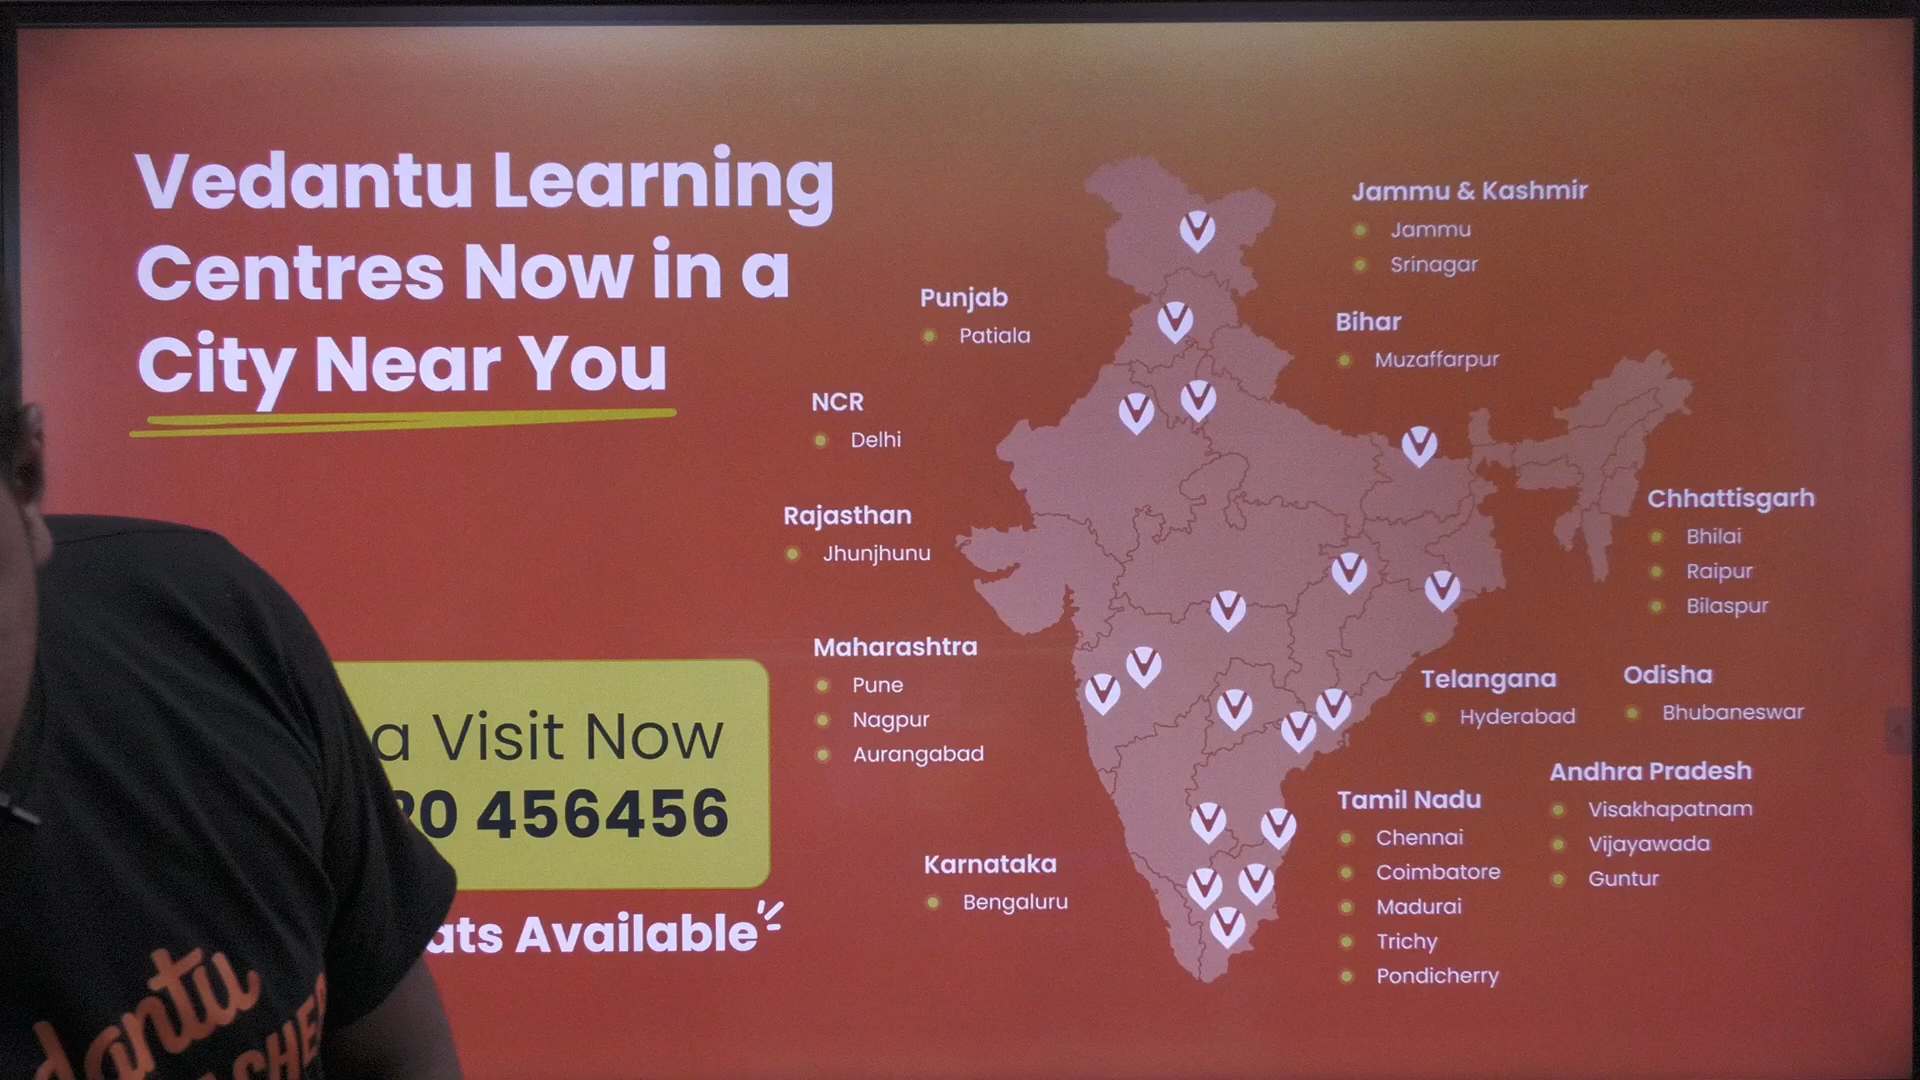 Vedantu Learning
Centres Now in a
City Near You
a Visit Now
20 456456
Available
Jammu & Kashmir
Jammu
Srinagar
Punjab
Patiala
Bihar
Muzaffarpur
NCR
Delhi
Rajasthan
Jhunjhunu
Chhattisgarh
Bhilai
Raipur
Bilaspur
Maharashtra
Pune
Nagpur
Aurangabad
Telangana
Hyderabad
Odisha
Bhubaneswar
Andhra Pradesh
Visakhapatnam
Vijayawada
Guntur
Tamil Nadu
Chennai
Coimbatore
Madurai
Trichy
Pondicherry
Karnataka
Bengaluru